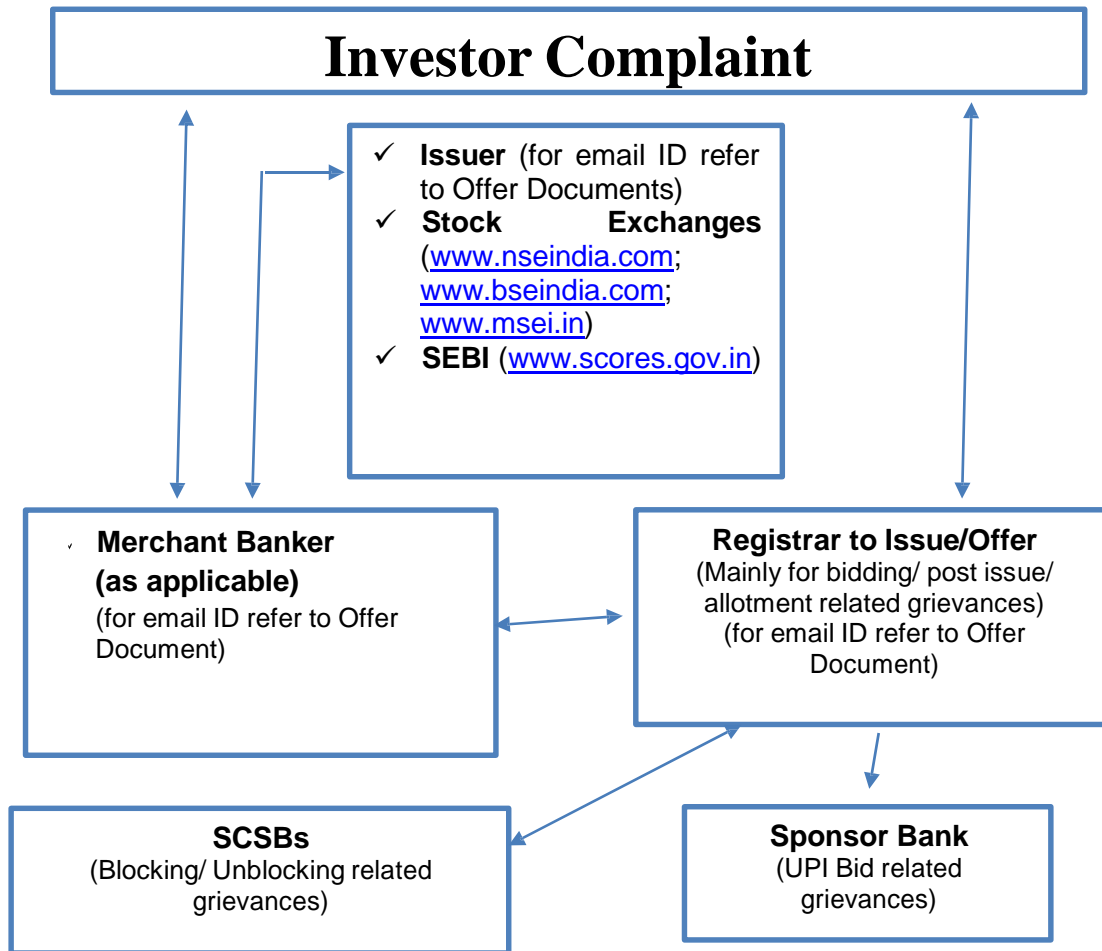 Investor Complaint
✓ Issuer (for email ID refer
to Offer Documents)
✓ Stock Exchanges
(www.nseindia.com;
www.bseindia.com;
www.msei.in)
✓ SEBI (www.scores.gov.in)
✓ Merchant Banker
(as applicable)
(for email ID refer to Offer
Document)
Registrar to Issue/Offer
(Mainly for bidding/ post issue/
allotment related grievances)
(for email ID refer to Offer
Document)
SCSBs
(Blocking/ Unblocking related
grievances)
Sponsor Bank
(UPI Bid related
grievances)